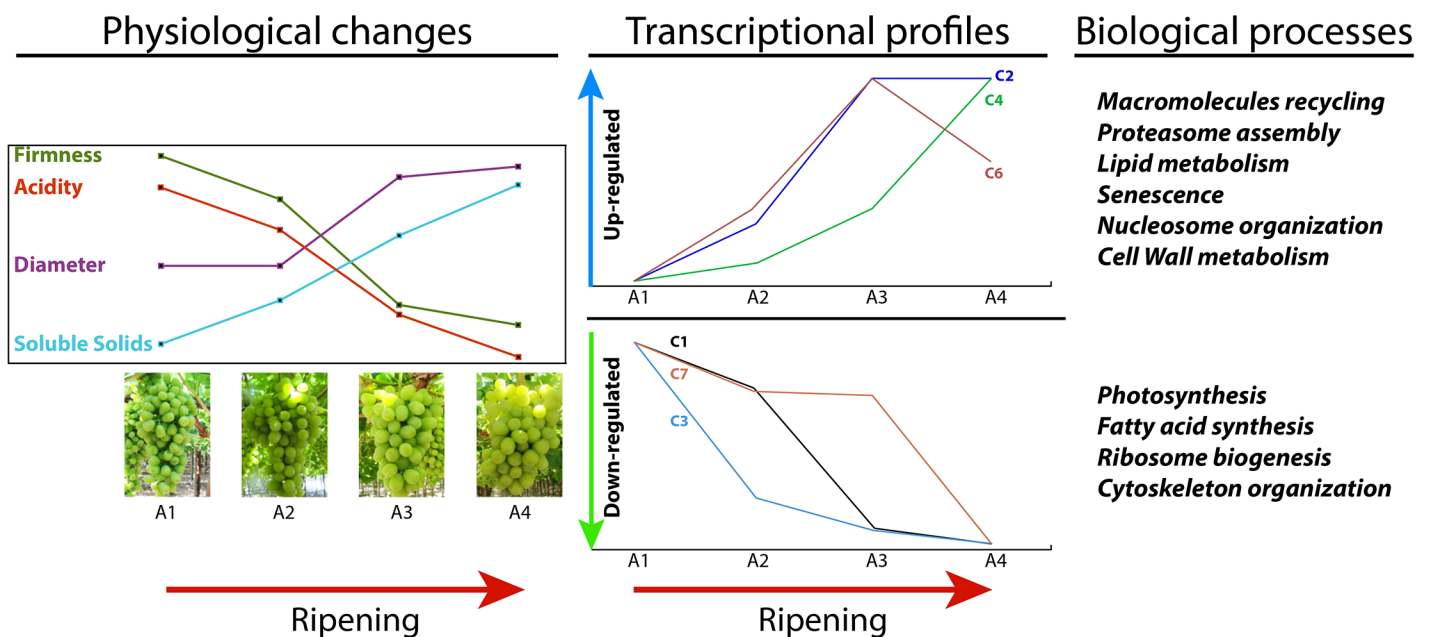 Physiological changes
Firmness
Acidity
Diameter
Soluble Solids
A1 A2 A3 A4
Ripening
Transcriptional profiles
Up-regulated
C2
C4
C6
A1 A2 A3 A4
Down-regulated
C1
C7
C3
A1 A2 A3 A4
Ripening
Biological processes
Macromolecules recycling
Proteasome assembly
Lipid metabolism
Senescence
Nucleosome organization
Cell Wall metabolism
Photosynthesis
Fatty acid synthesis
Ribosome biogenesis
Cytoskeleton organization